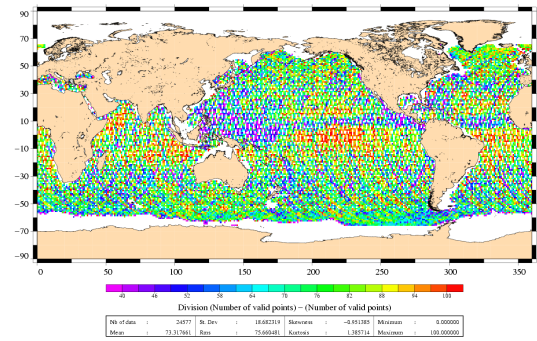 90
70
50
30
10
−10
−30
−50
−70
−90
0 50 100 150 200 250 300 350
40 46 52 58 64 70 76 82 88 94 100
Division (Number of valid points) − (Number of valid points)
Nb of data : 24577 St. Dev : 18.682319 Skewness : −0.951385 Minimum : 0.000000
Mean : 73.317661 Rms : 75.660481 Kurtosis : 1.385714 Maximum : 100.000000